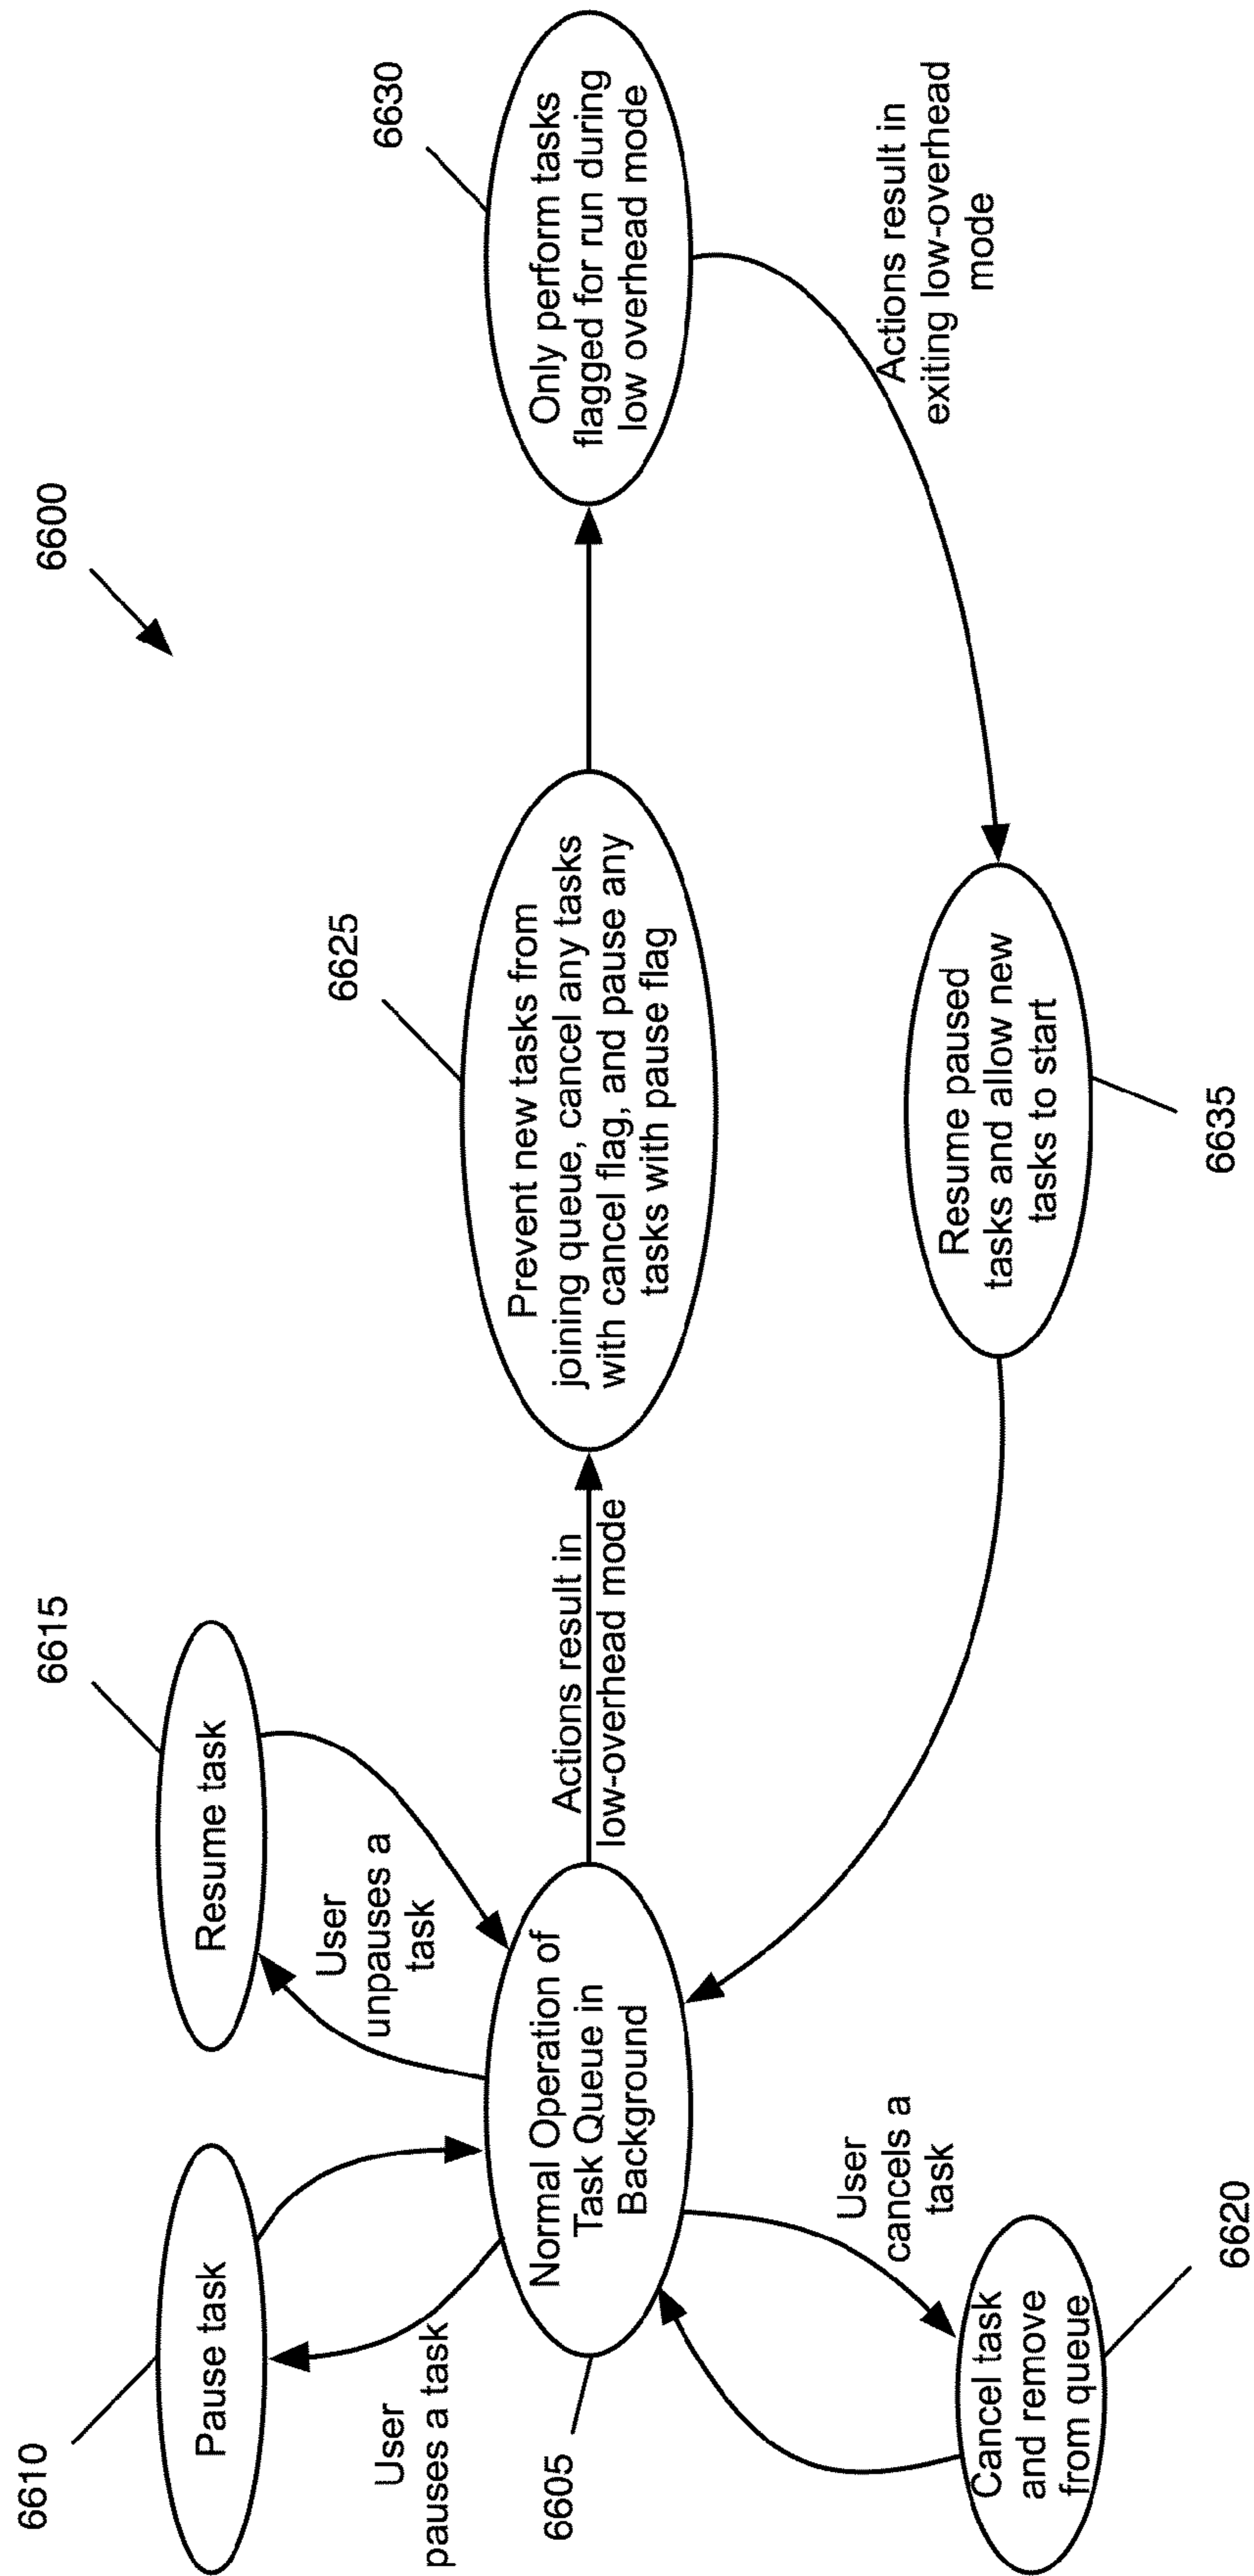 6600
6610
Pause task
6615
Resume task
User
pauses a task
User
unpauses a
task
6605
Normal Operation of
Task Queue in
Background
Actions result in
low-overhead mode
6625
Prevent new tasks from
joining queue, cancel any tasks
with cancel flag, and pause any
tasks with pause flag
6630
Only perform tasks
flagged for run during
low overhead mode
User
cancels a
task
Cancel task
and remove
from queue
6620
Resume paused
tasks and allow new
tasks to start
6635
Actions result in
exiting low-overhead
mode